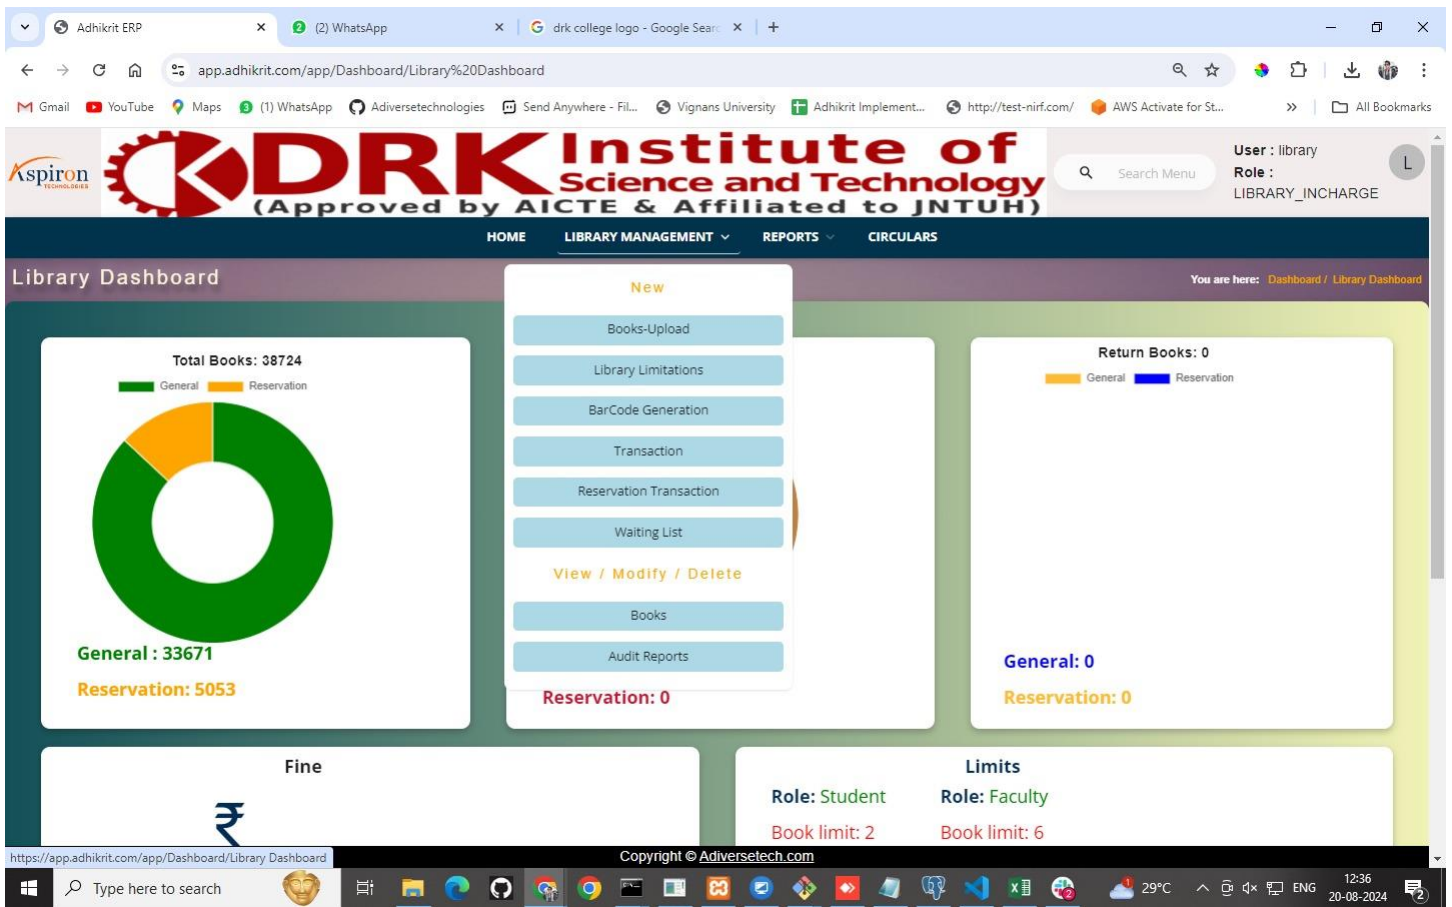 Adhikrit ERP
2 (2) WhatsApp
G drk college logo - Google Searc
app.adhikrit.com/app/Dashboard/Library%20Dashboard
Gmail YouTube Maps 3 (1) WhatsApp Adiversetechnologies Send Anywhere - Fil... Vignans University Adhikrit Implement... http://test-nirf.com/ AWS Activate for St... » All Bookmarks
Aspiron
TECHNOLOGIES
DRK Institute of
Science and Technology
(Approved by AICTE & Affiliated to JNTUH)
Search Menu
User : library
Role :
LIBRARY_INCHARGE
L
HOME LIBRARY MANAGEMENT REPORTS CIRCULARS
Library Dashboard
You are here: Dashboard / Library Dashboard
New
Books-Upload
Library Limitations
BarCode Generation
Transaction
Reservation Transaction
Waiting List
View / Modify / Delete
Books
Audit Reports
Total Books: 38724
General Reservation
General : 33671
Reservation: 5053
Reservation: 0
Return Books: 0
General Reservation
General: 0
Reservation: 0
Fine
₹
Limits
Role: Student Role: Faculty
Book limit: 2 Book limit: 6
https://app.adhikrit.com/app/Dashboard/Library Dashboard
Copyright © Adiversetech.com
Type here to search
29°C
ENG
12:36
20-08-2024
2